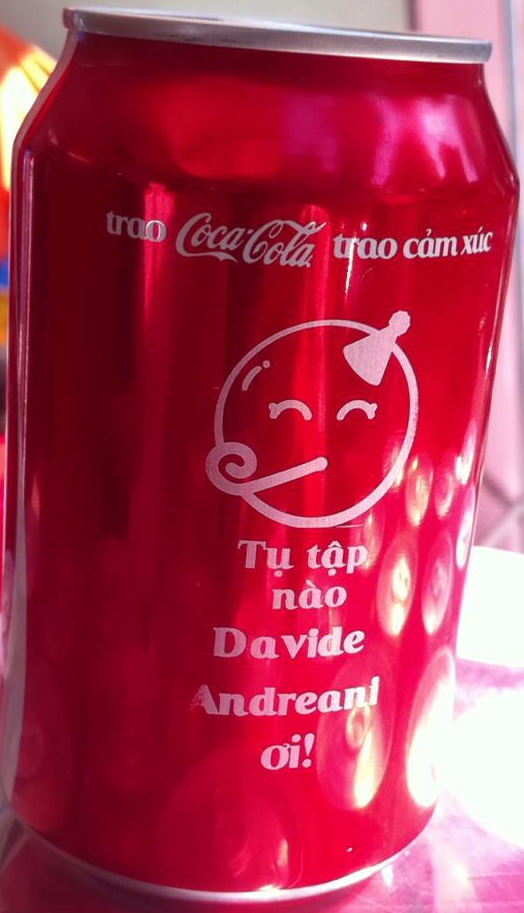 trao Coca-Cola trao cảm xúc
Tụ tập
nào
Davide
Andreani
ơi!